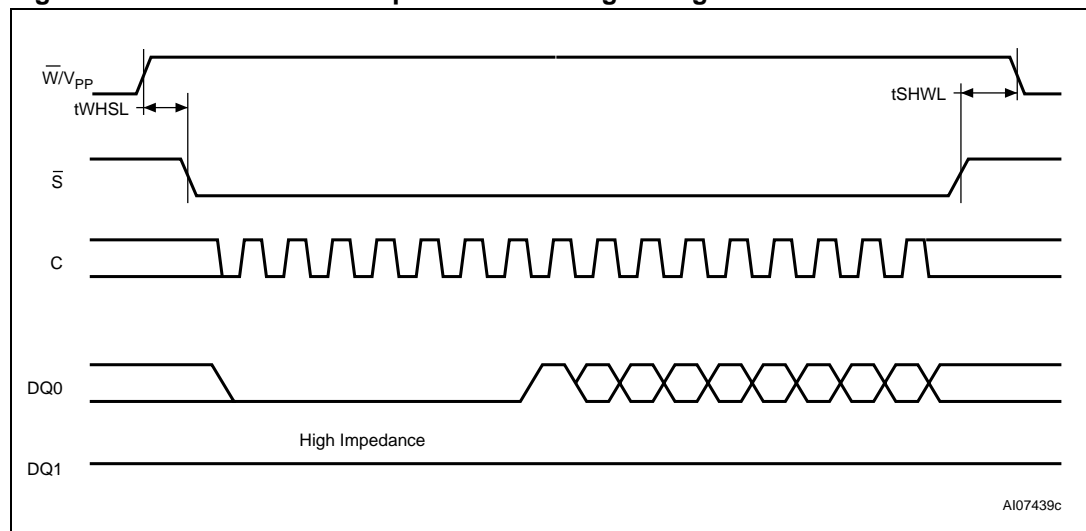 W̅/VPP
tWHSL
tSHWL
S̅
C
DQ0
High Impedance
DQ1
AI07439c